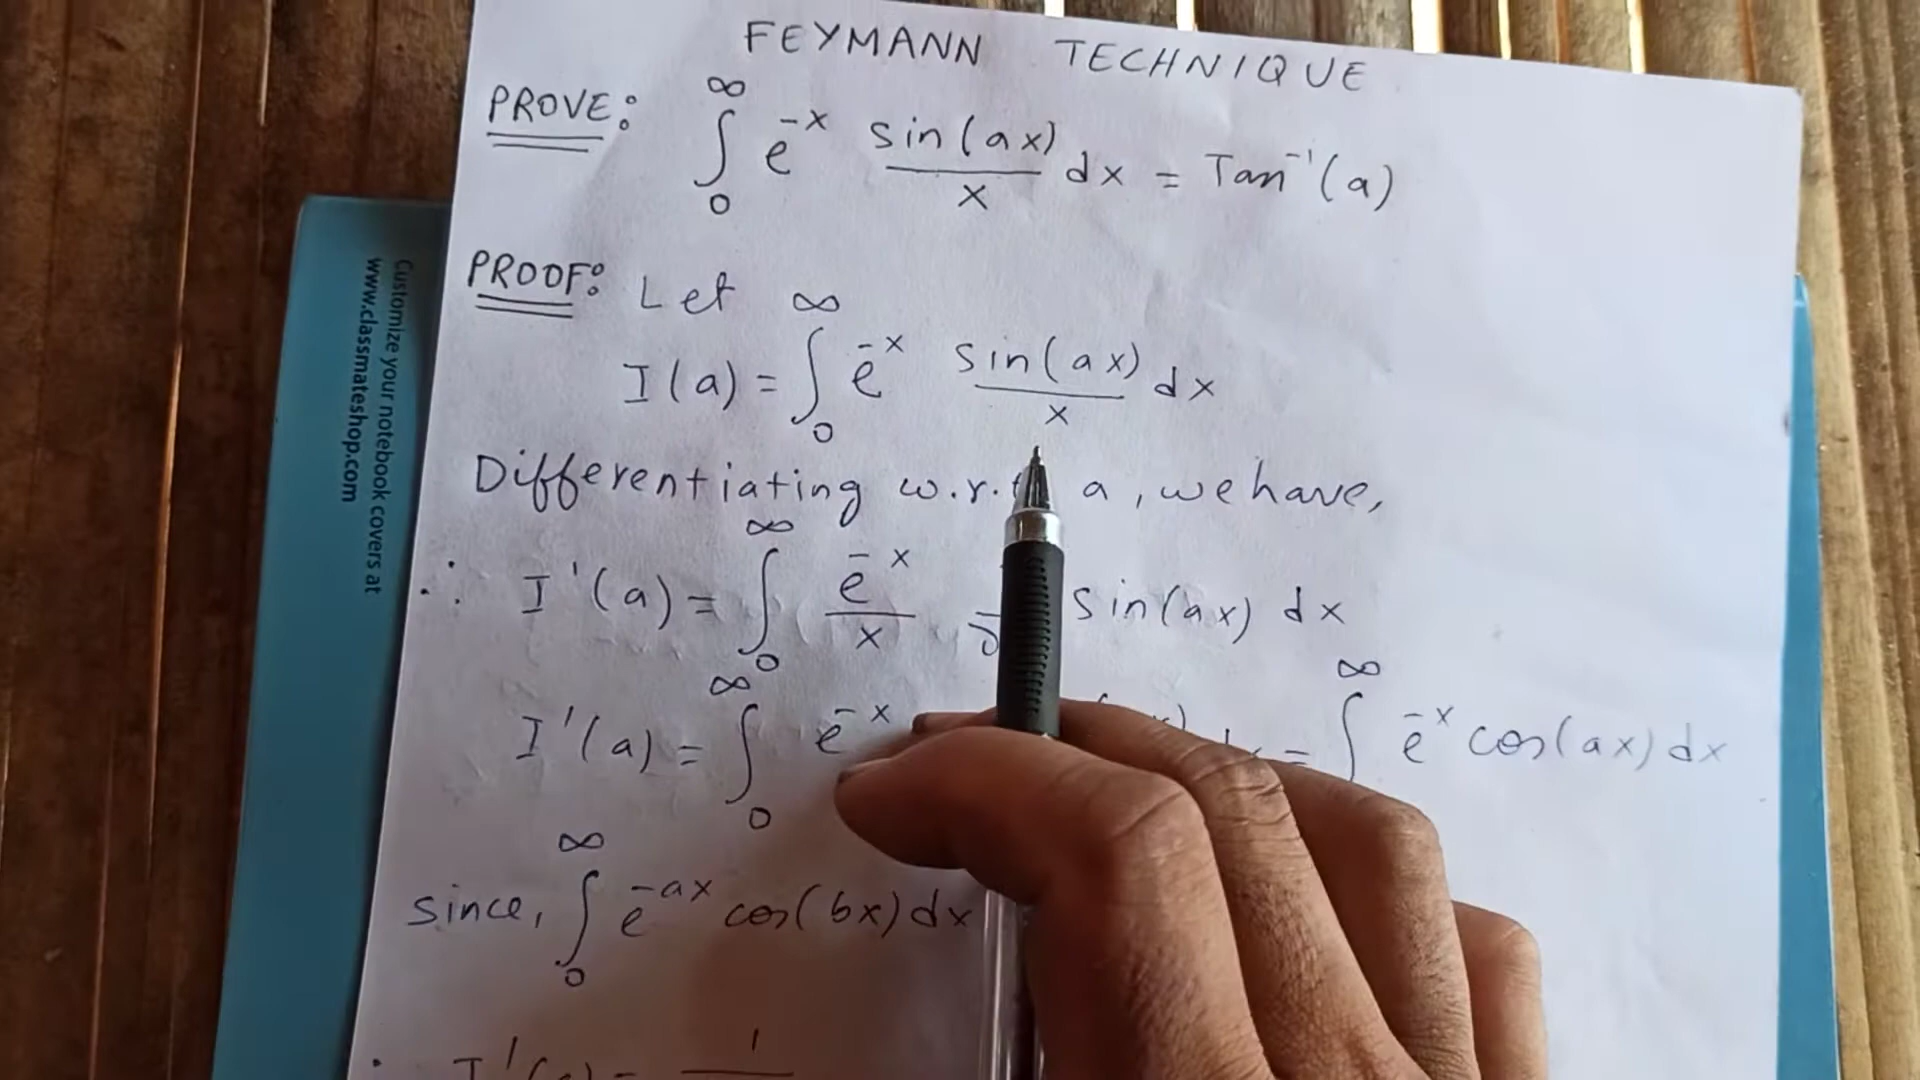 FEYMANN TECHNIQUE
PROVE: ∫₀^∞ e^-x sin(ax)/x dx = Tan⁻¹(a)
PROOF: Let
I(a) = ∫₀^∞ e^-x sin(ax)/x dx
Differentiating w.r.t a, we have,
∴ I'(a) = ∫₀^∞ e^-x/x sin(ax) dx
I'(a) = ∫₀^∞ e^-x = ∫ e^-x cos(ax) dx
since, ∫₀^∞ e^-ax cos(bx) dx
I'(a) = 1
Customize your notebook covers at
www.classmateshop.com